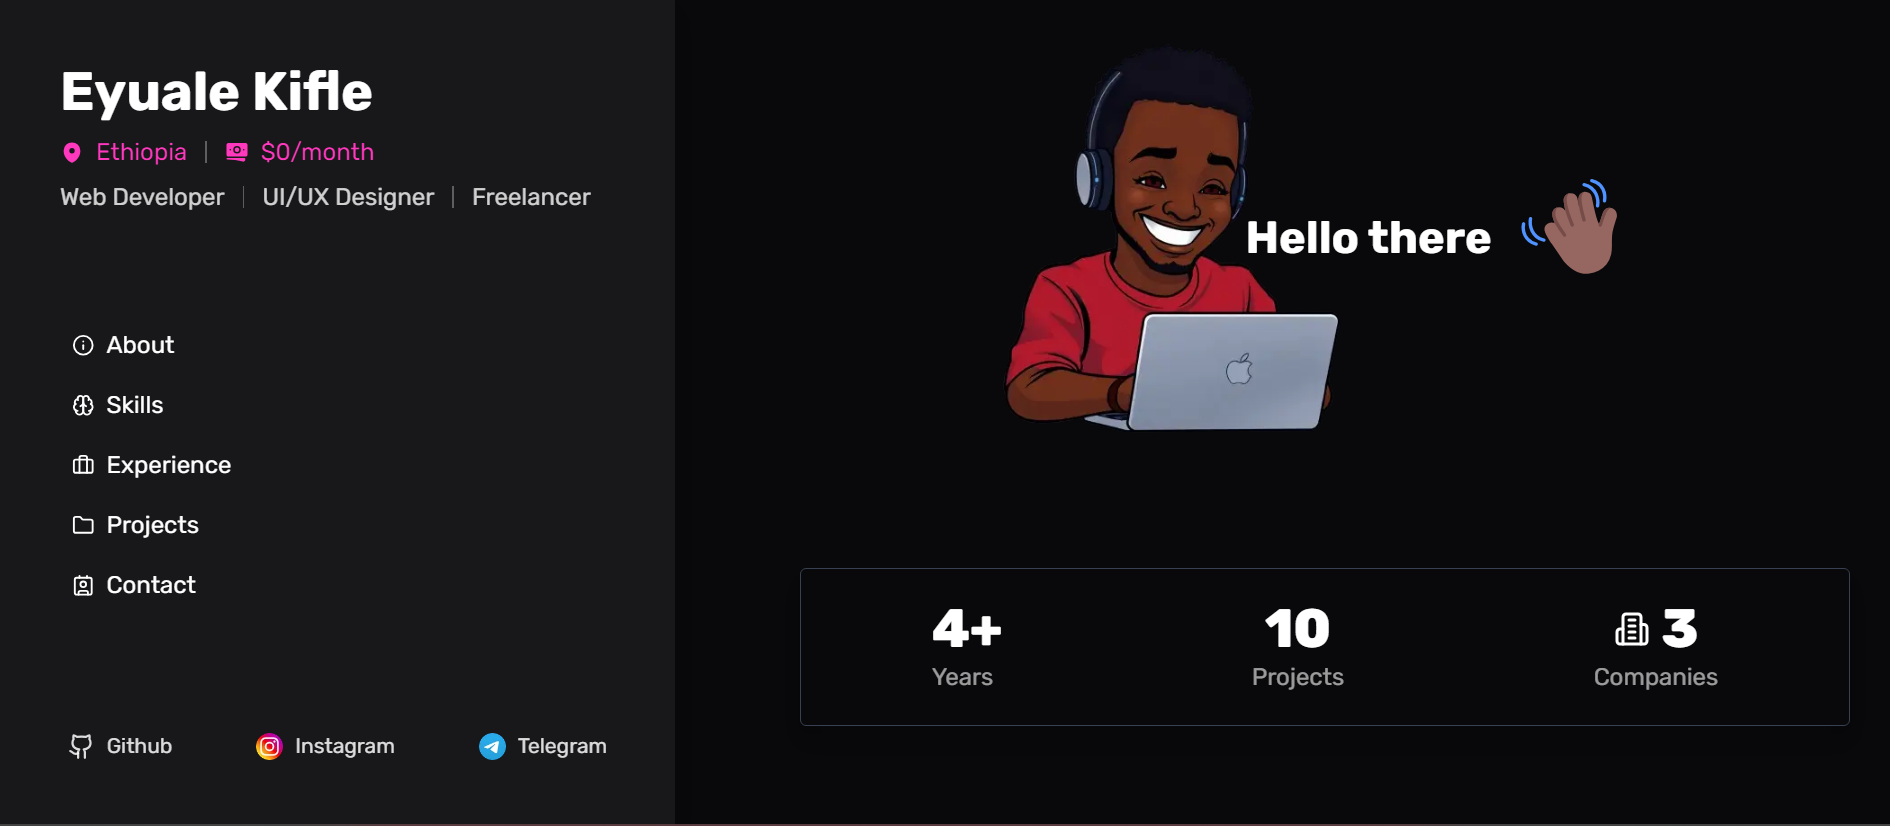 Eyuale Kifle
Ethiopia | $0/month
Web Developer | UI/UX Designer | Freelancer
About
Skills
Experience
Projects
Contact
Github Instagram Telegram
Hello there
4+ 10 3
Years Projects Companies